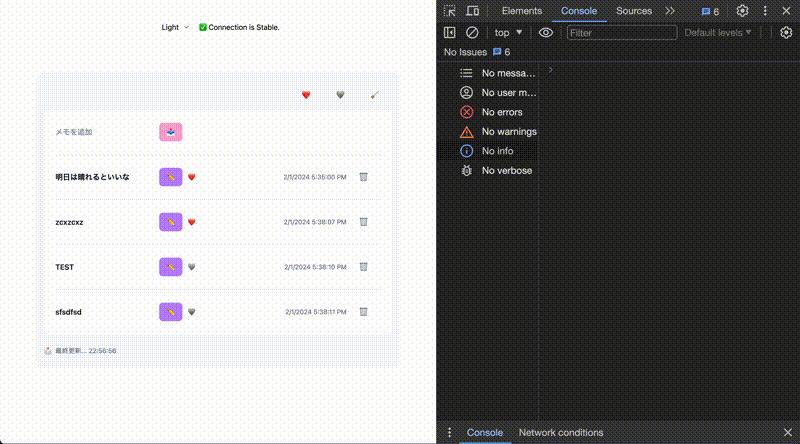 Light
✅ Connection is Stable.
メモを追加
明日は晴れるといいな
2/1/2024 5:35:00 PM
zcxzcxz
2/1/2024 5:38:07 PM
TEST
2/1/2024 5:38:10 PM
sfsdfsd
2/1/2024 5:38:11 PM
最終更新... 22:56:56
Elements Console Sources 6
top Filter Default levels
No Issues 6
No messa...
No user m...
No errors
No warnings
No info
No verbose
Console Network conditions